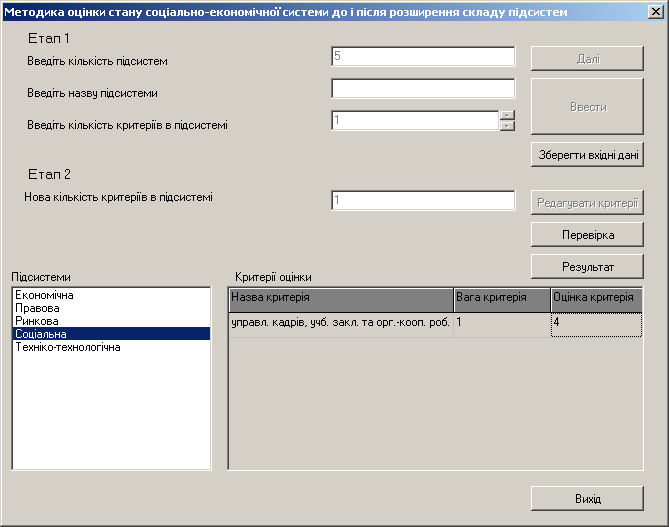 Методика оцінки стану соціально-економічної системи до і після розширення складу підсистем
Етап 1
Введіть кількість підсистем
5
Далі
Введіть назву підсистеми
Ввести
Введіть кількість критеріїв в підсистемі
1
Зберегти вхідні дані
Етап 2
Нова кількість критеріїв в підсистемі
1
Редагувати критерії
Перевірка
Результат
Підсистеми
Критерії оцінки
Економічна
Правова
Ринкова
Соціальна
Техніко-технологічна
Назва критерія
Вага критерія
Оцінка критерія
управл. кадрів, учб. закл. та орг.-кооп. роб.
1
4
Вихід